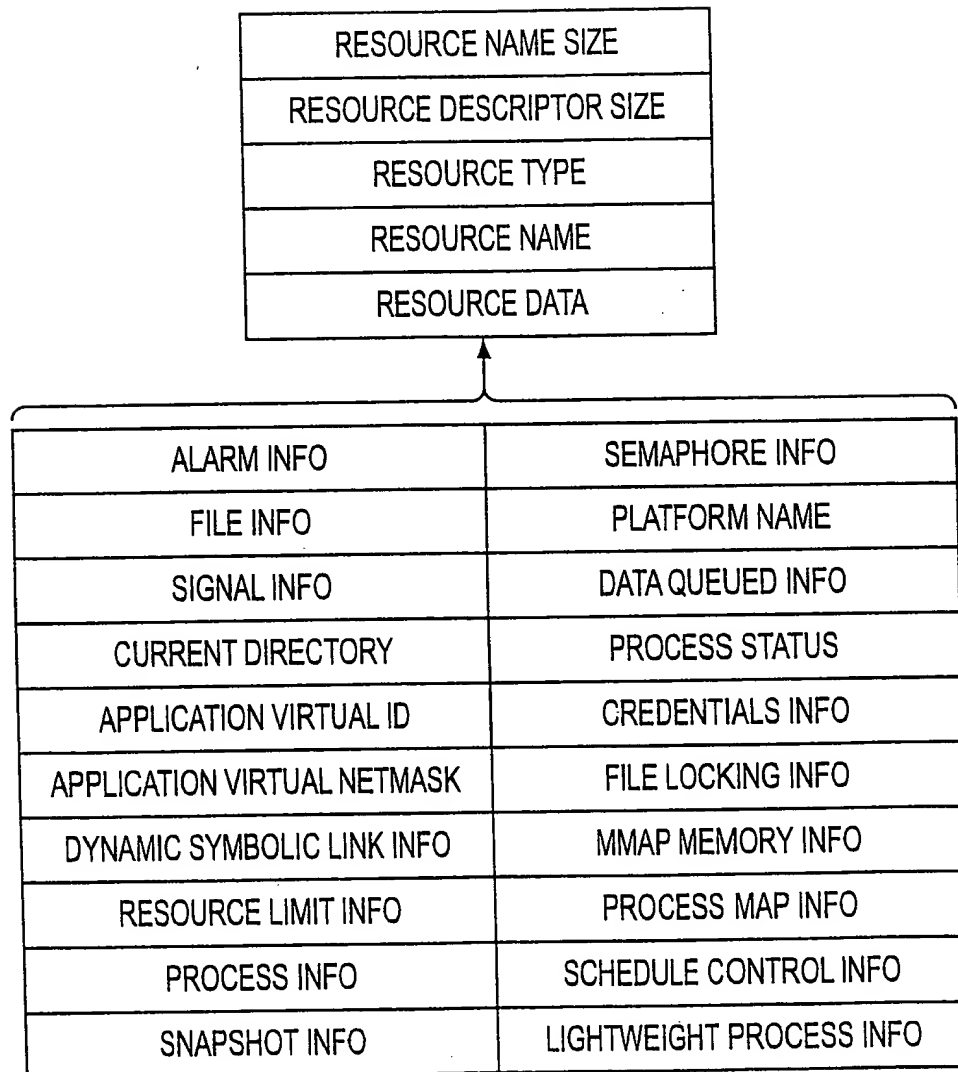 RESOURCE NAME SIZE
RESOURCE DESCRIPTOR SIZE
RESOURCE TYPE
RESOURCE NAME
RESOURCE DATA
ALARM INFO
SEMAPHORE INFO
FILE INFO
PLATFORM NAME
SIGNAL INFO
DATA QUEUED INFO
CURRENT DIRECTORY
PROCESS STATUS
APPLICATION VIRTUAL ID
CREDENTIALS INFO
APPLICATION VIRTUAL NETMASK
FILE LOCKING INFO
DYNAMIC SYMBOLIC LINK INFO
MMAP MEMORY INFO
RESOURCE LIMIT INFO
PROCESS MAP INFO
PROCESS INFO
SCHEDULE CONTROL INFO
SNAPSHOT INFO
LIGHTWEIGHT PROCESS INFO